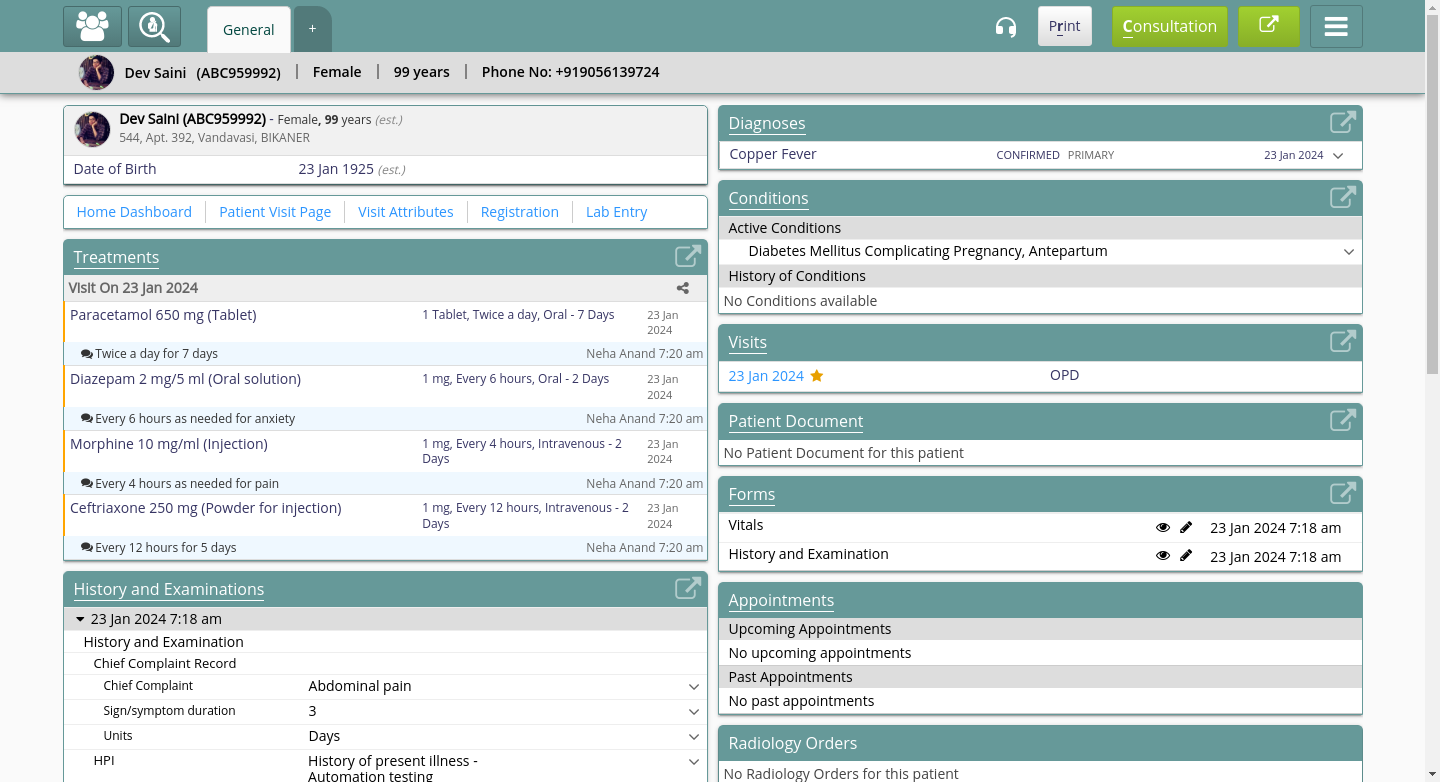 General
+
Print
Consultation
Dev Saini (ABC959992) | Female | 99 years | Phone No: +919056139724
Dev Saini (ABC959992) - Female, 99 years (est.)
544, Apt. 392, Vandavasi, BIKANER
Date of Birth 23 Jan 1925 (est.)
Home Dashboard Patient Visit Page Visit Attributes Registration Lab Entry
Treatments
Visit On 23 Jan 2024
Paracetamol 650 mg (Tablet) 1 Tablet, Twice a day, Oral - 7 Days 23 Jan
2024
Twice a day for 7 days Neha Anand 7:20 am
Diazepam 2 mg/5 ml (Oral solution) 1 mg, Every 6 hours, Oral - 2 Days 23 Jan
2024
Every 6 hours as needed for anxiety Neha Anand 7:20 am
Morphine 10 mg/ml (Injection) 1 mg, Every 4 hours, Intravenous - 2 23 Jan
Days 2024
Every 4 hours as needed for pain Neha Anand 7:20 am
Ceftriaxone 250 mg (Powder for injection) 1 mg, Every 12 hours, Intravenous - 2 23 Jan
Days 2024
Every 12 hours for 5 days Neha Anand 7:20 am
History and Examinations
23 Jan 2024 7:18 am
History and Examination
Chief Complaint Record
Chief Complaint Abdominal pain
Sign/symptom duration 3
Units Days
HPI History of present illness -
Automation testing
Diagnoses
Copper Fever CONFIRMED PRIMARY 23 Jan 2024
Conditions
Active Conditions
Diabetes Mellitus Complicating Pregnancy, Antepartum
History of Conditions
No Conditions available
Visits
23 Jan 2024 OPD
Patient Document
No Patient Document for this patient
Forms
Vitals 23 Jan 2024 7:18 am
History and Examination 23 Jan 2024 7:18 am
Appointments
Upcoming Appointments
No upcoming appointments
Past Appointments
No past appointments
Radiology Orders
No Radiology Orders for this patient